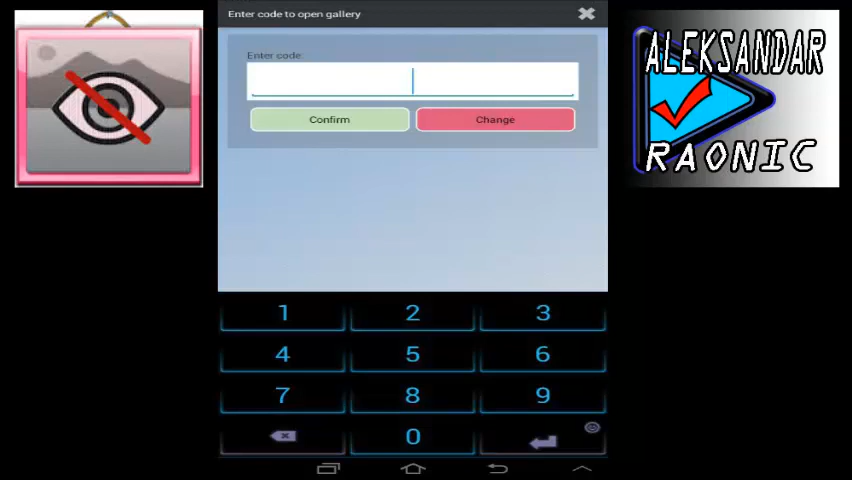 Enter code to open gallery
Enter code:
Confirm Change
1 2 3
4 5 6
7 8 9
0
ALEKSANDAR
RAONIC